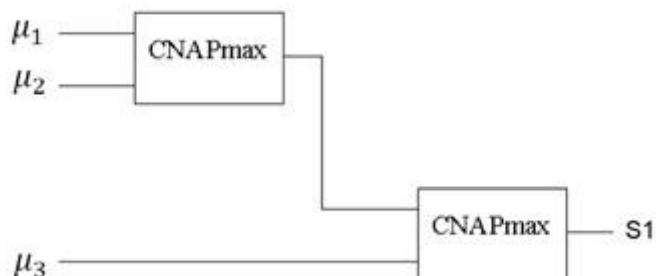 μ₁
CNAPmax
μ₂
CNAPmax
S1
μ₃